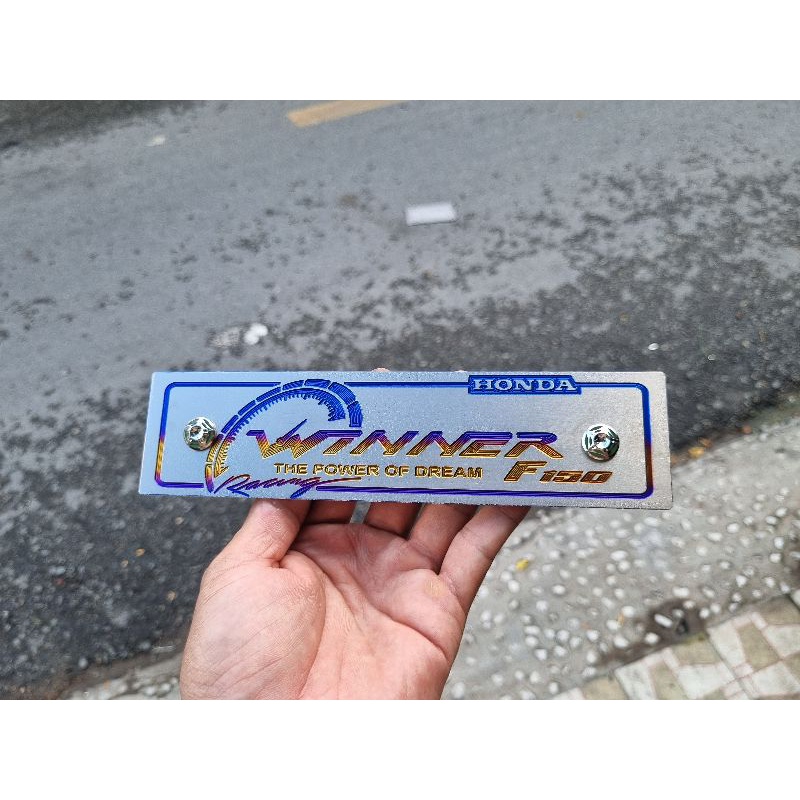 HONDA
WINNER
THE POWER OF DREAM F150
Racing